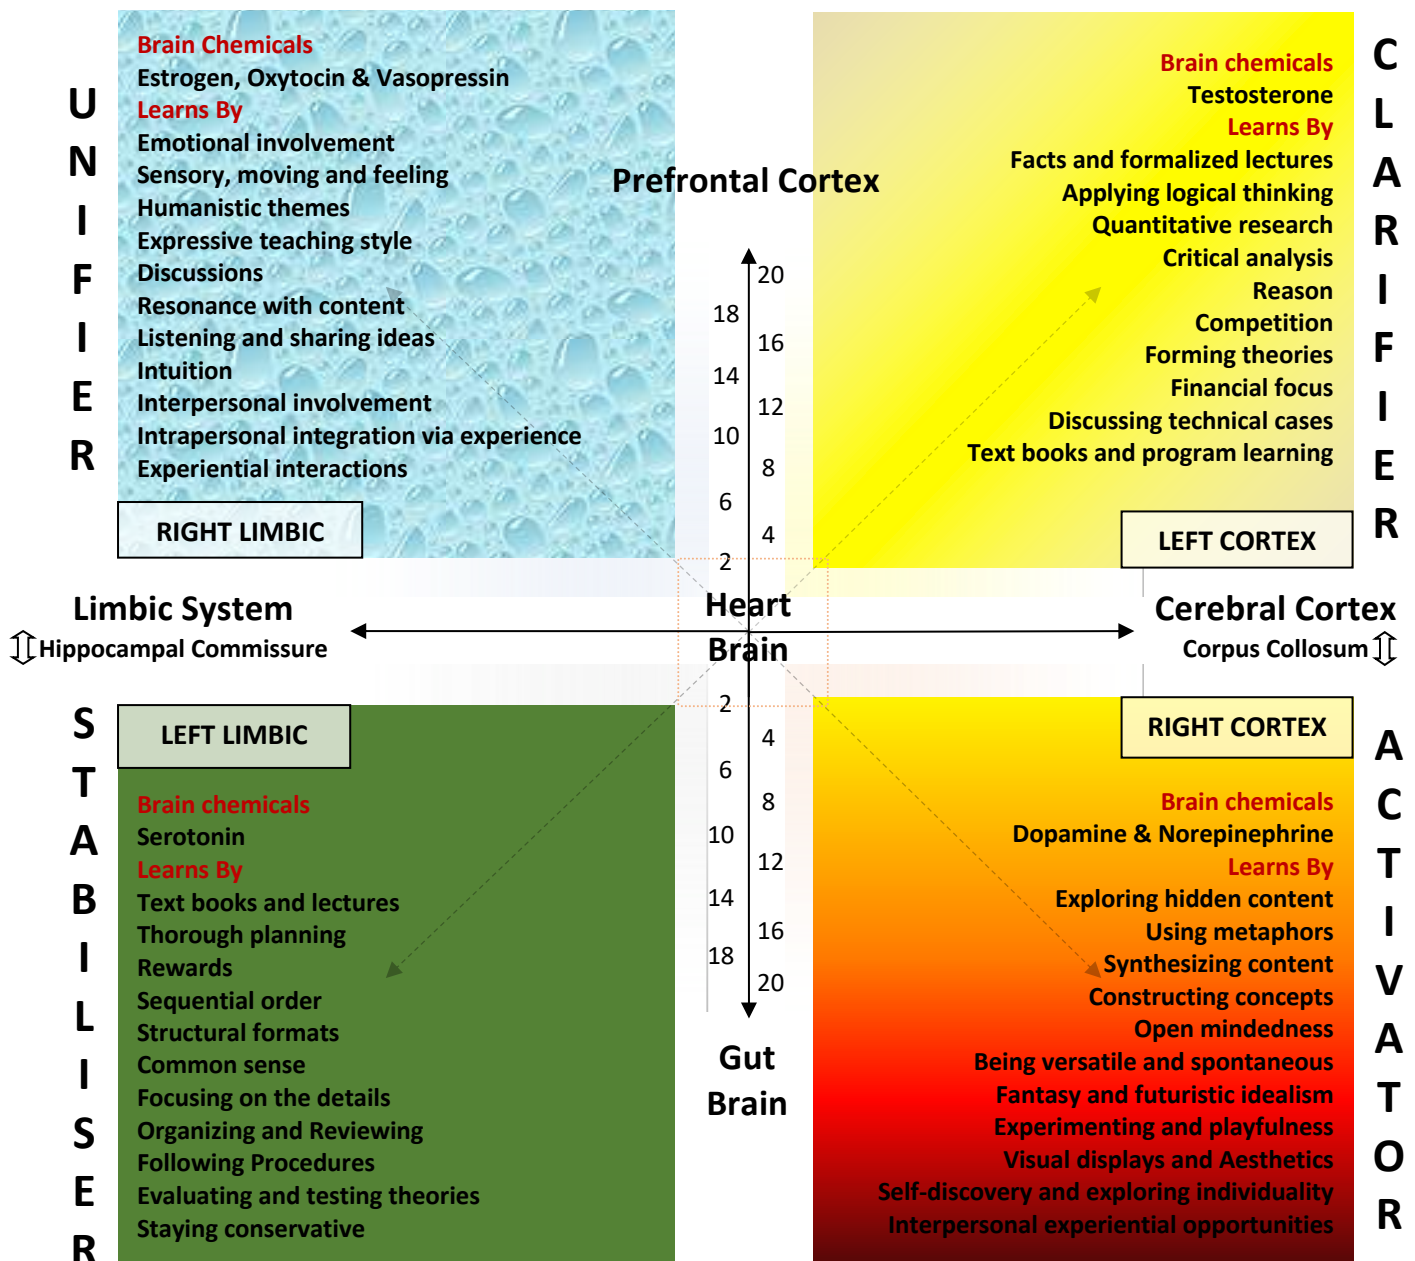 UNIFIER
Brain Chemicals
Estrogen, Oxytocin & Vasopressin
Learns By
Emotional involvement
Sensory, moving and feeling
Humanistic themes
Expressive teaching style
Discussions
Resonance with content
Listening and sharing ideas
Intuition
Interpersonal involvement
Intrapersonal integration via experience
Experiential interactions
RIGHT LIMBIC
Prefrontal Cortex
20
18
16
14
12
10
8
6
4
2
CLARIFIER
Brain chemicals
Testosterone
Learns By
Facts and formalized lectures
Applying logical thinking
Quantitative research
Critical analysis
Reason
Competition
Forming theories
Financial focus
Discussing technical cases
Text books and program learning
LEFT CORTEX
Limbic System
Hippocampal Commissure
Heart
Brain
Cerebral Cortex
Corpus Collosum
STABILISER
LEFT LIMBIC
Brain chemicals
Serotonin
Learns By
Text books and lectures
Thorough planning
Rewards
Sequential order
Structural formats
Common sense
Focusing on the details
Organizing and Reviewing
Following Procedures
Evaluating and testing theories
Staying conservative
2
4
6
8
10
12
14
16
18
20
Gut
Brain
RIGHT CORTEX
ACTIVATOR
Brain chemicals
Dopamine & Norepinephrine
Learns By
Exploring hidden content
Using metaphors
Synthesizing content
Constructing concepts
Open mindedness
Being versatile and spontaneous
Fantasy and futuristic idealism
Experimenting and playfulness
Visual displays and Aesthetics
Self-discovery and exploring individuality
Interpersonal experiential opportunities